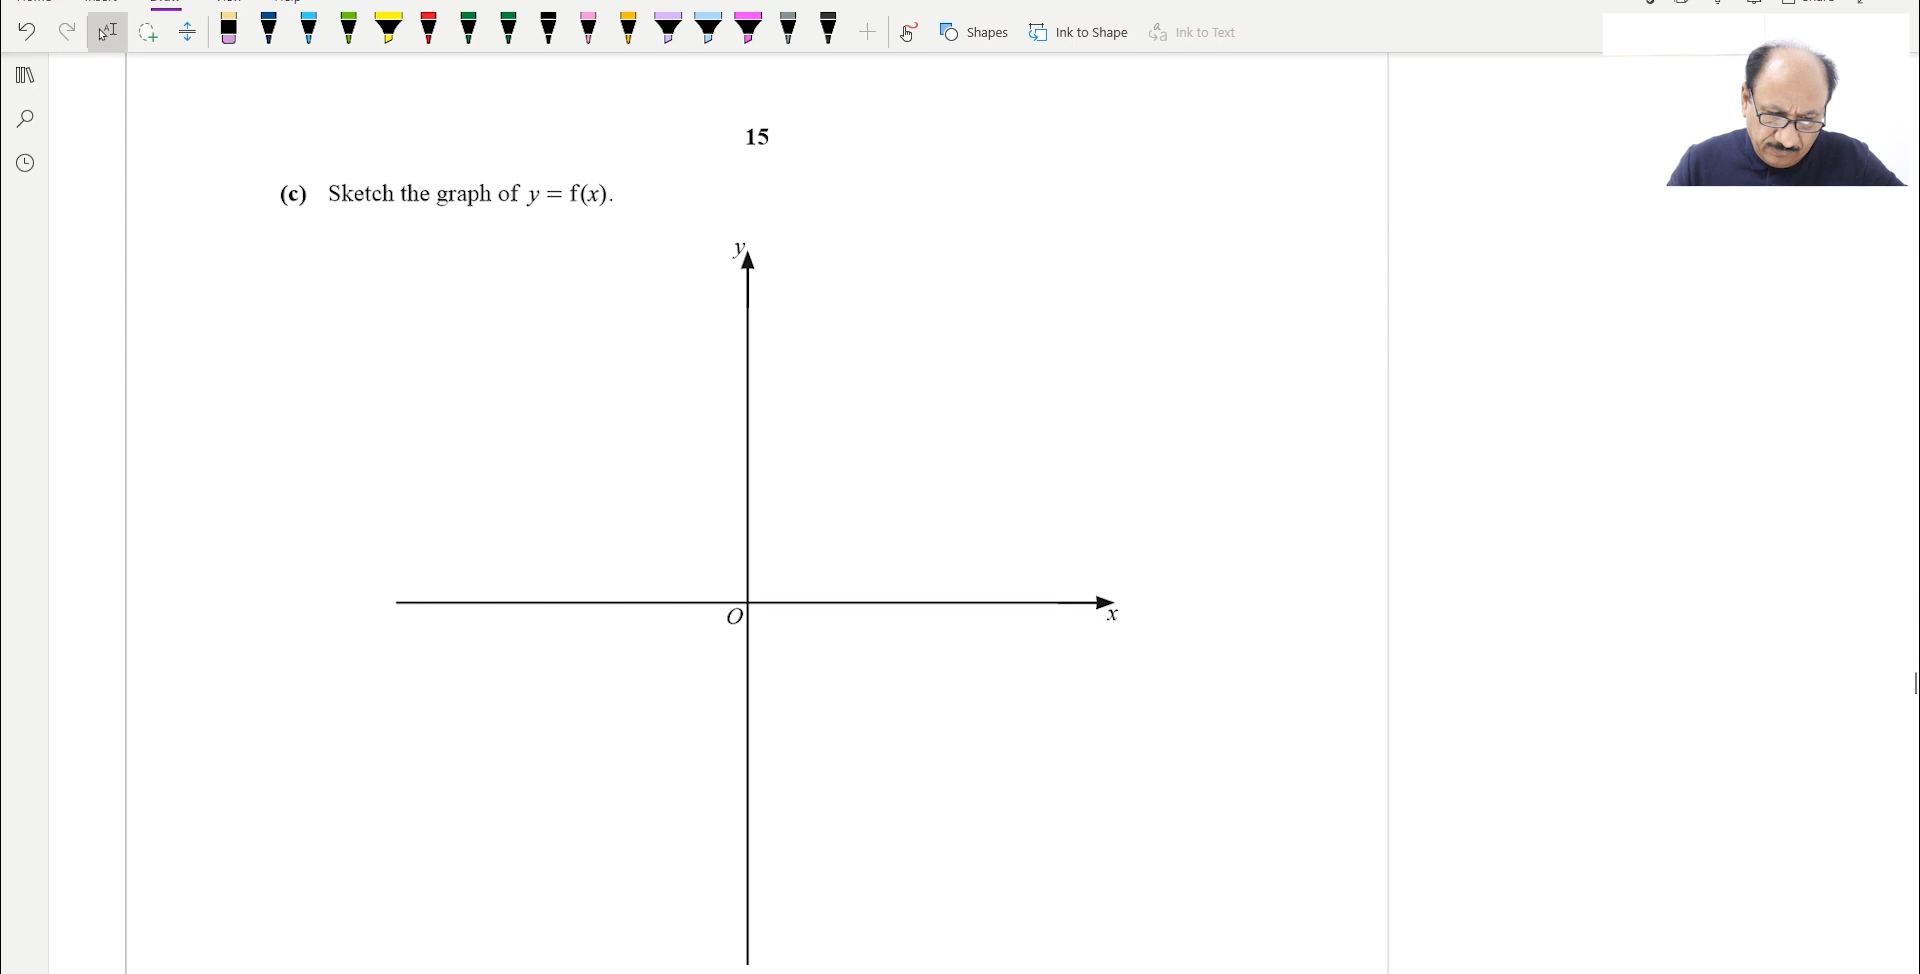 Shapes
Ink to Shape
Ink to Text
15
(c) Sketch the graph of y = f(x).
y
O
x